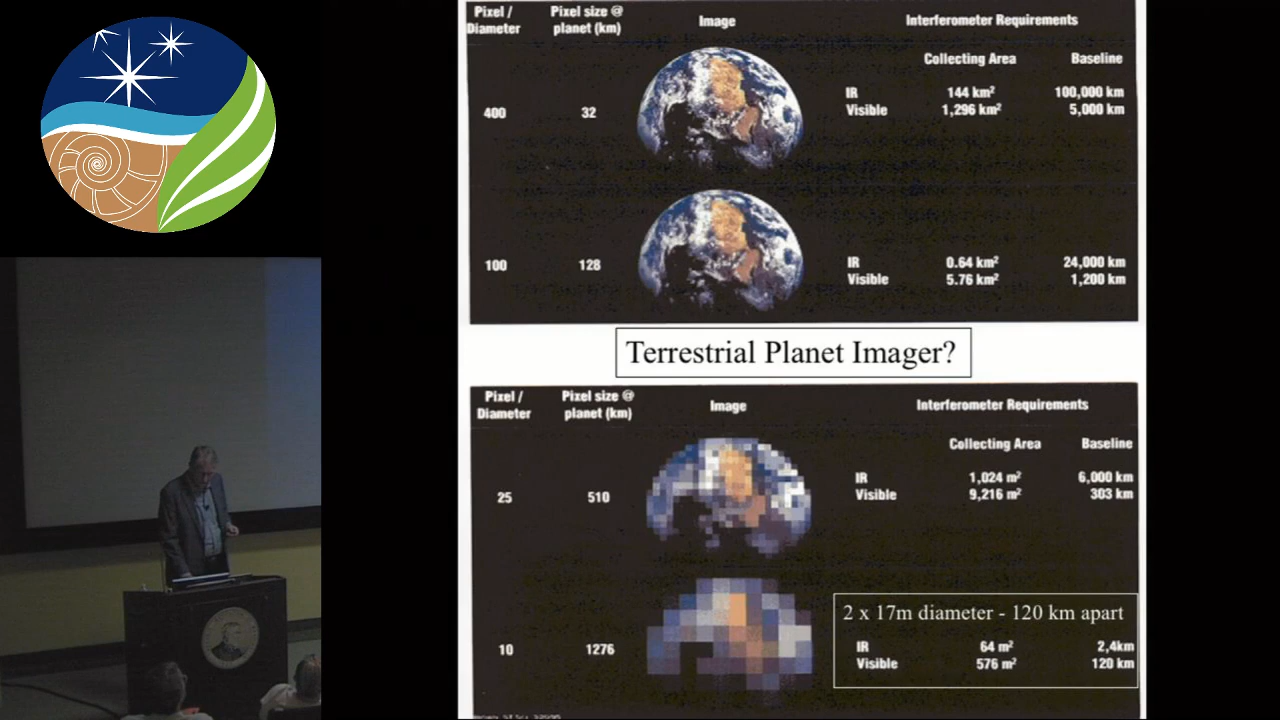 Pixel / Diameter Pixel size @ planet (km) Image Interferometer Requirements
Collecting Area Baseline
400 32 IR 144 km² 100,000 km
Visible 1,296 km² 5,000 km
100 128 IR 0.64 km² 24,000 km
Visible 5.76 km² 1,200 km
Terrestrial Planet Imager?
Pixel / Diameter Pixel size @ planet (km) Image Interferometer Requirements
Collecting Area Baseline
25 510 IR 1,024 m² 6,000 km
Visible 9,216 m² 303 km
2 x 17m diameter - 120 km apart
10 1276 IR 64 m² 2,4km
Visible 576 m² 120 km